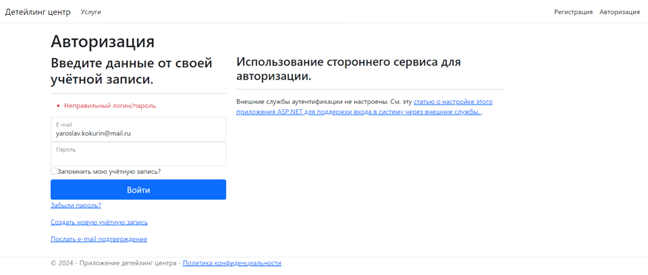 Детейлинг центр Услуги Регистрация Авторизация
Авторизация
Введите данные от своей
учётной записи.
Неправильный логин/пароль.
E-mail
yaroslav.kokurin@mail.ru
Пароль
Запомнить мою учётную запись?
Войти
Забыли пароль?
Создать новую учётную запись
Послать e-mail подтверждение
Использование стороннего сервиса для
авторизации.
Внешние службы аутентификации не настроены. См. эту статью о настройке этого
приложения ASP.NET для поддержки входа в систему через внешние службы. .
© 2024 - Приложение детейлинг центра - Политика конфиденциальности